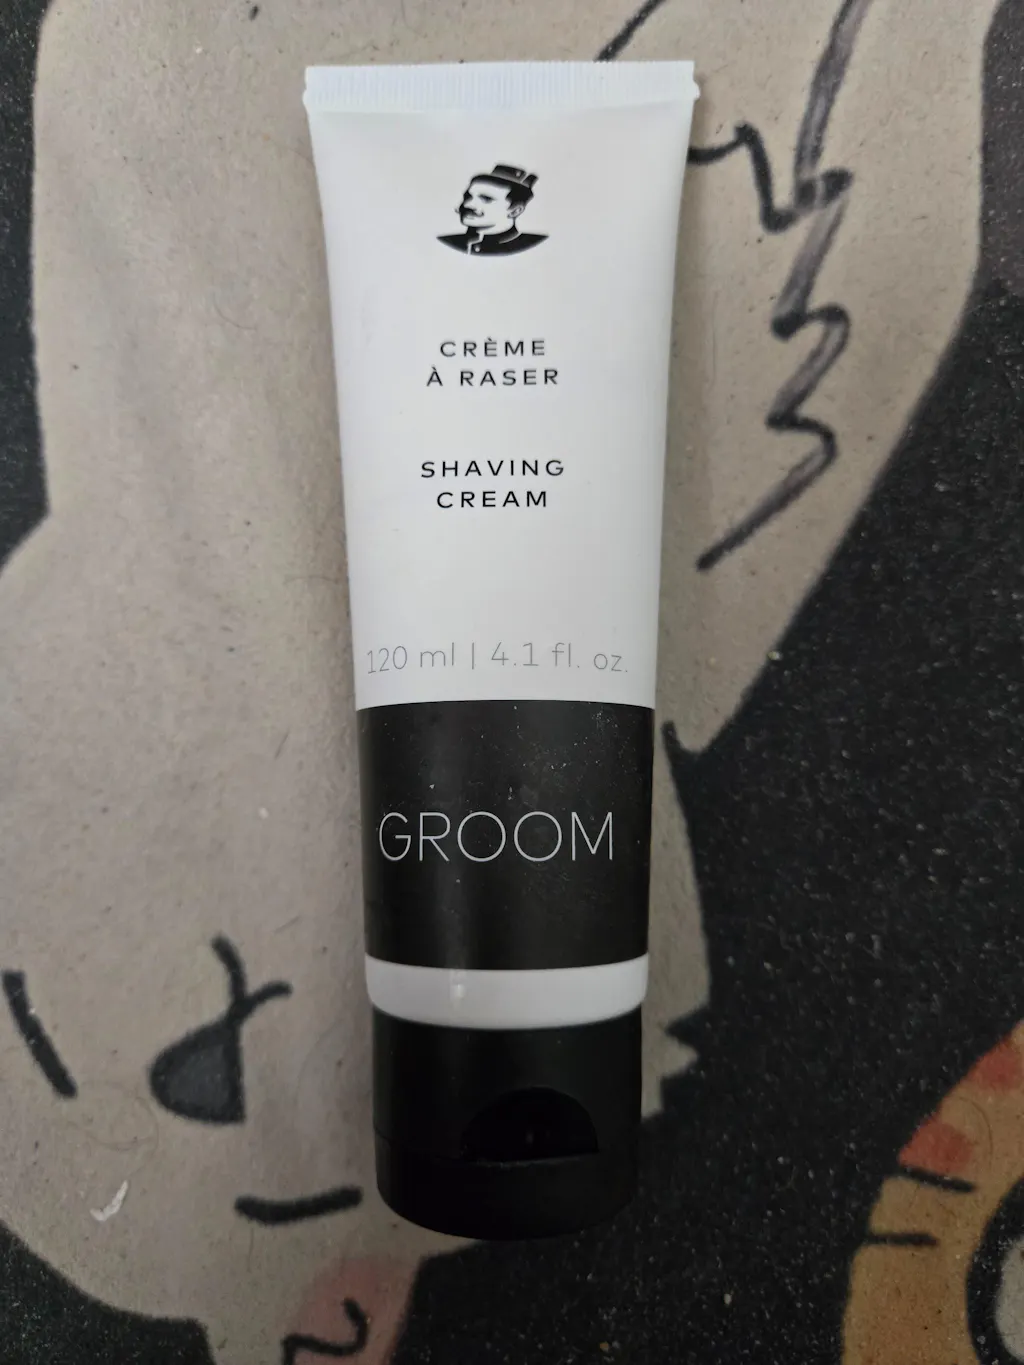 CRÈME
À RASER
SHAVING
CREAM
120 ml | 4.1 fl. oz.
GROOM